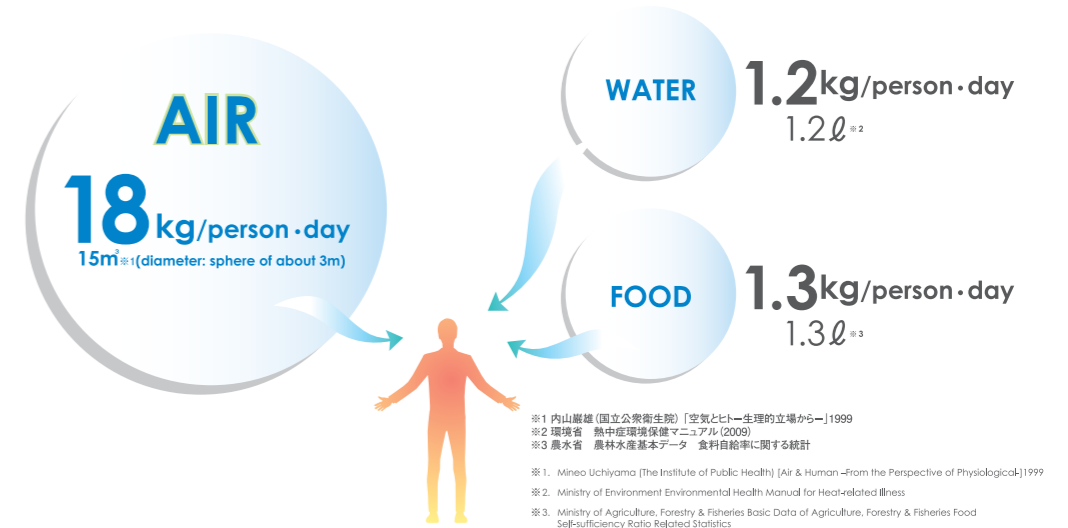 AIR
18kg/person・day
15m³※1(diameter: sphere of about 3m)
WATER
1.2kg/person・day
1.2ℓ※2
FOOD
1.3kg/person・day
1.3ℓ※3
※1 内山巌雄（国立公衆衛生院）「空気とヒトー生理的立場からー」1999
※2 環境省　熱中症環境保健マニュアル（2009）
※3 農水省　農林水産基本データ　食料自給率に関する統計
※1. Mineo Uchiyama (The Institute of Public Health) [Air & Human –From the Perspective of Physiological-]1999
※2. Ministry of Environment Environmental Health Manual for Heat-related Illness
※3. Ministry of Agriculture, Forestry & Fisheries Basic Data of Agriculture, Forestry & Fisheries Food
Self-sufficiency Ratio Related Statistics